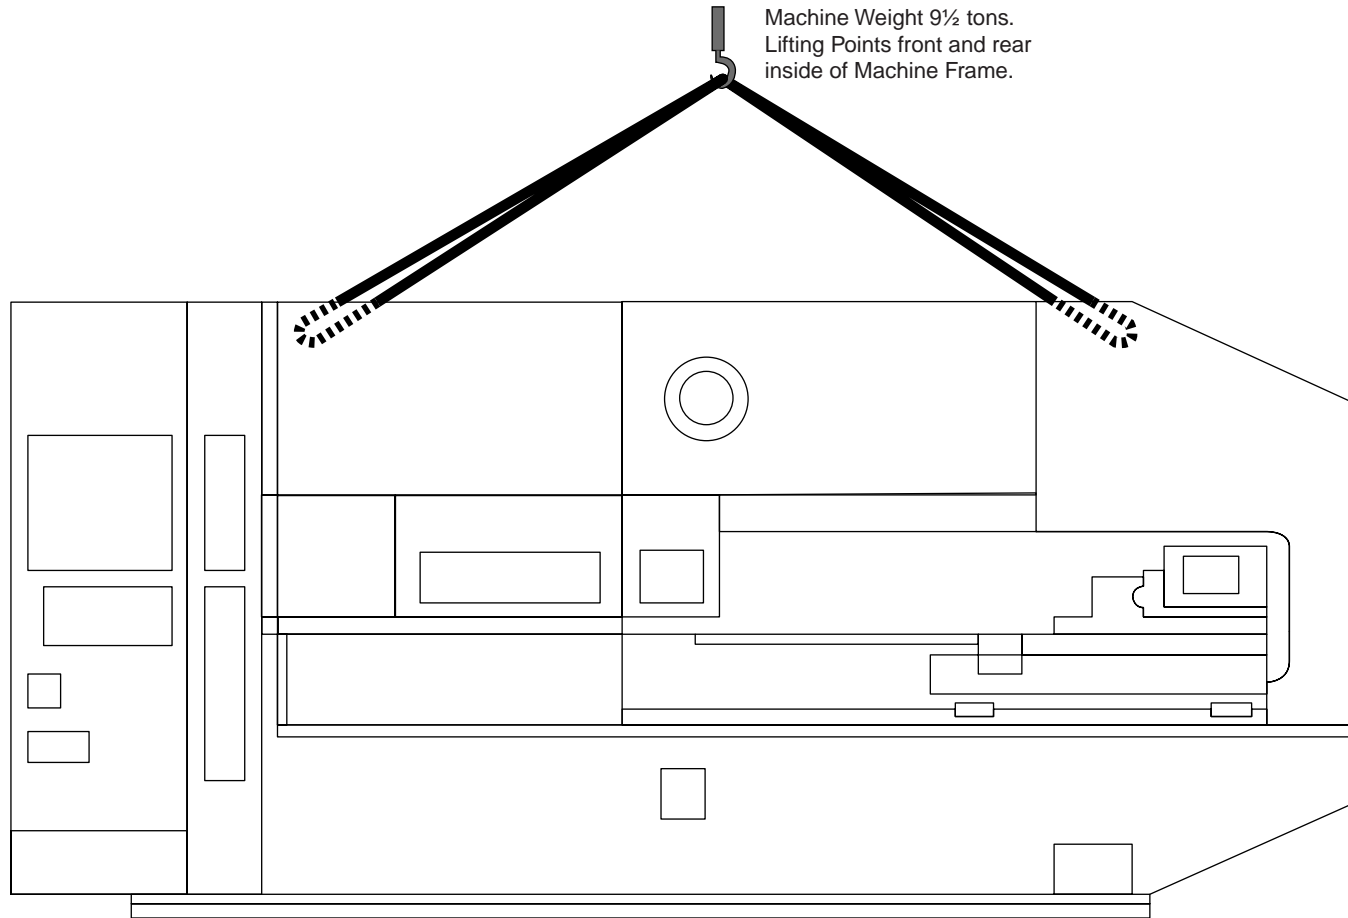 Machine Weight 9½ tons.
Lifting Points front and rear
inside of Machine Frame.